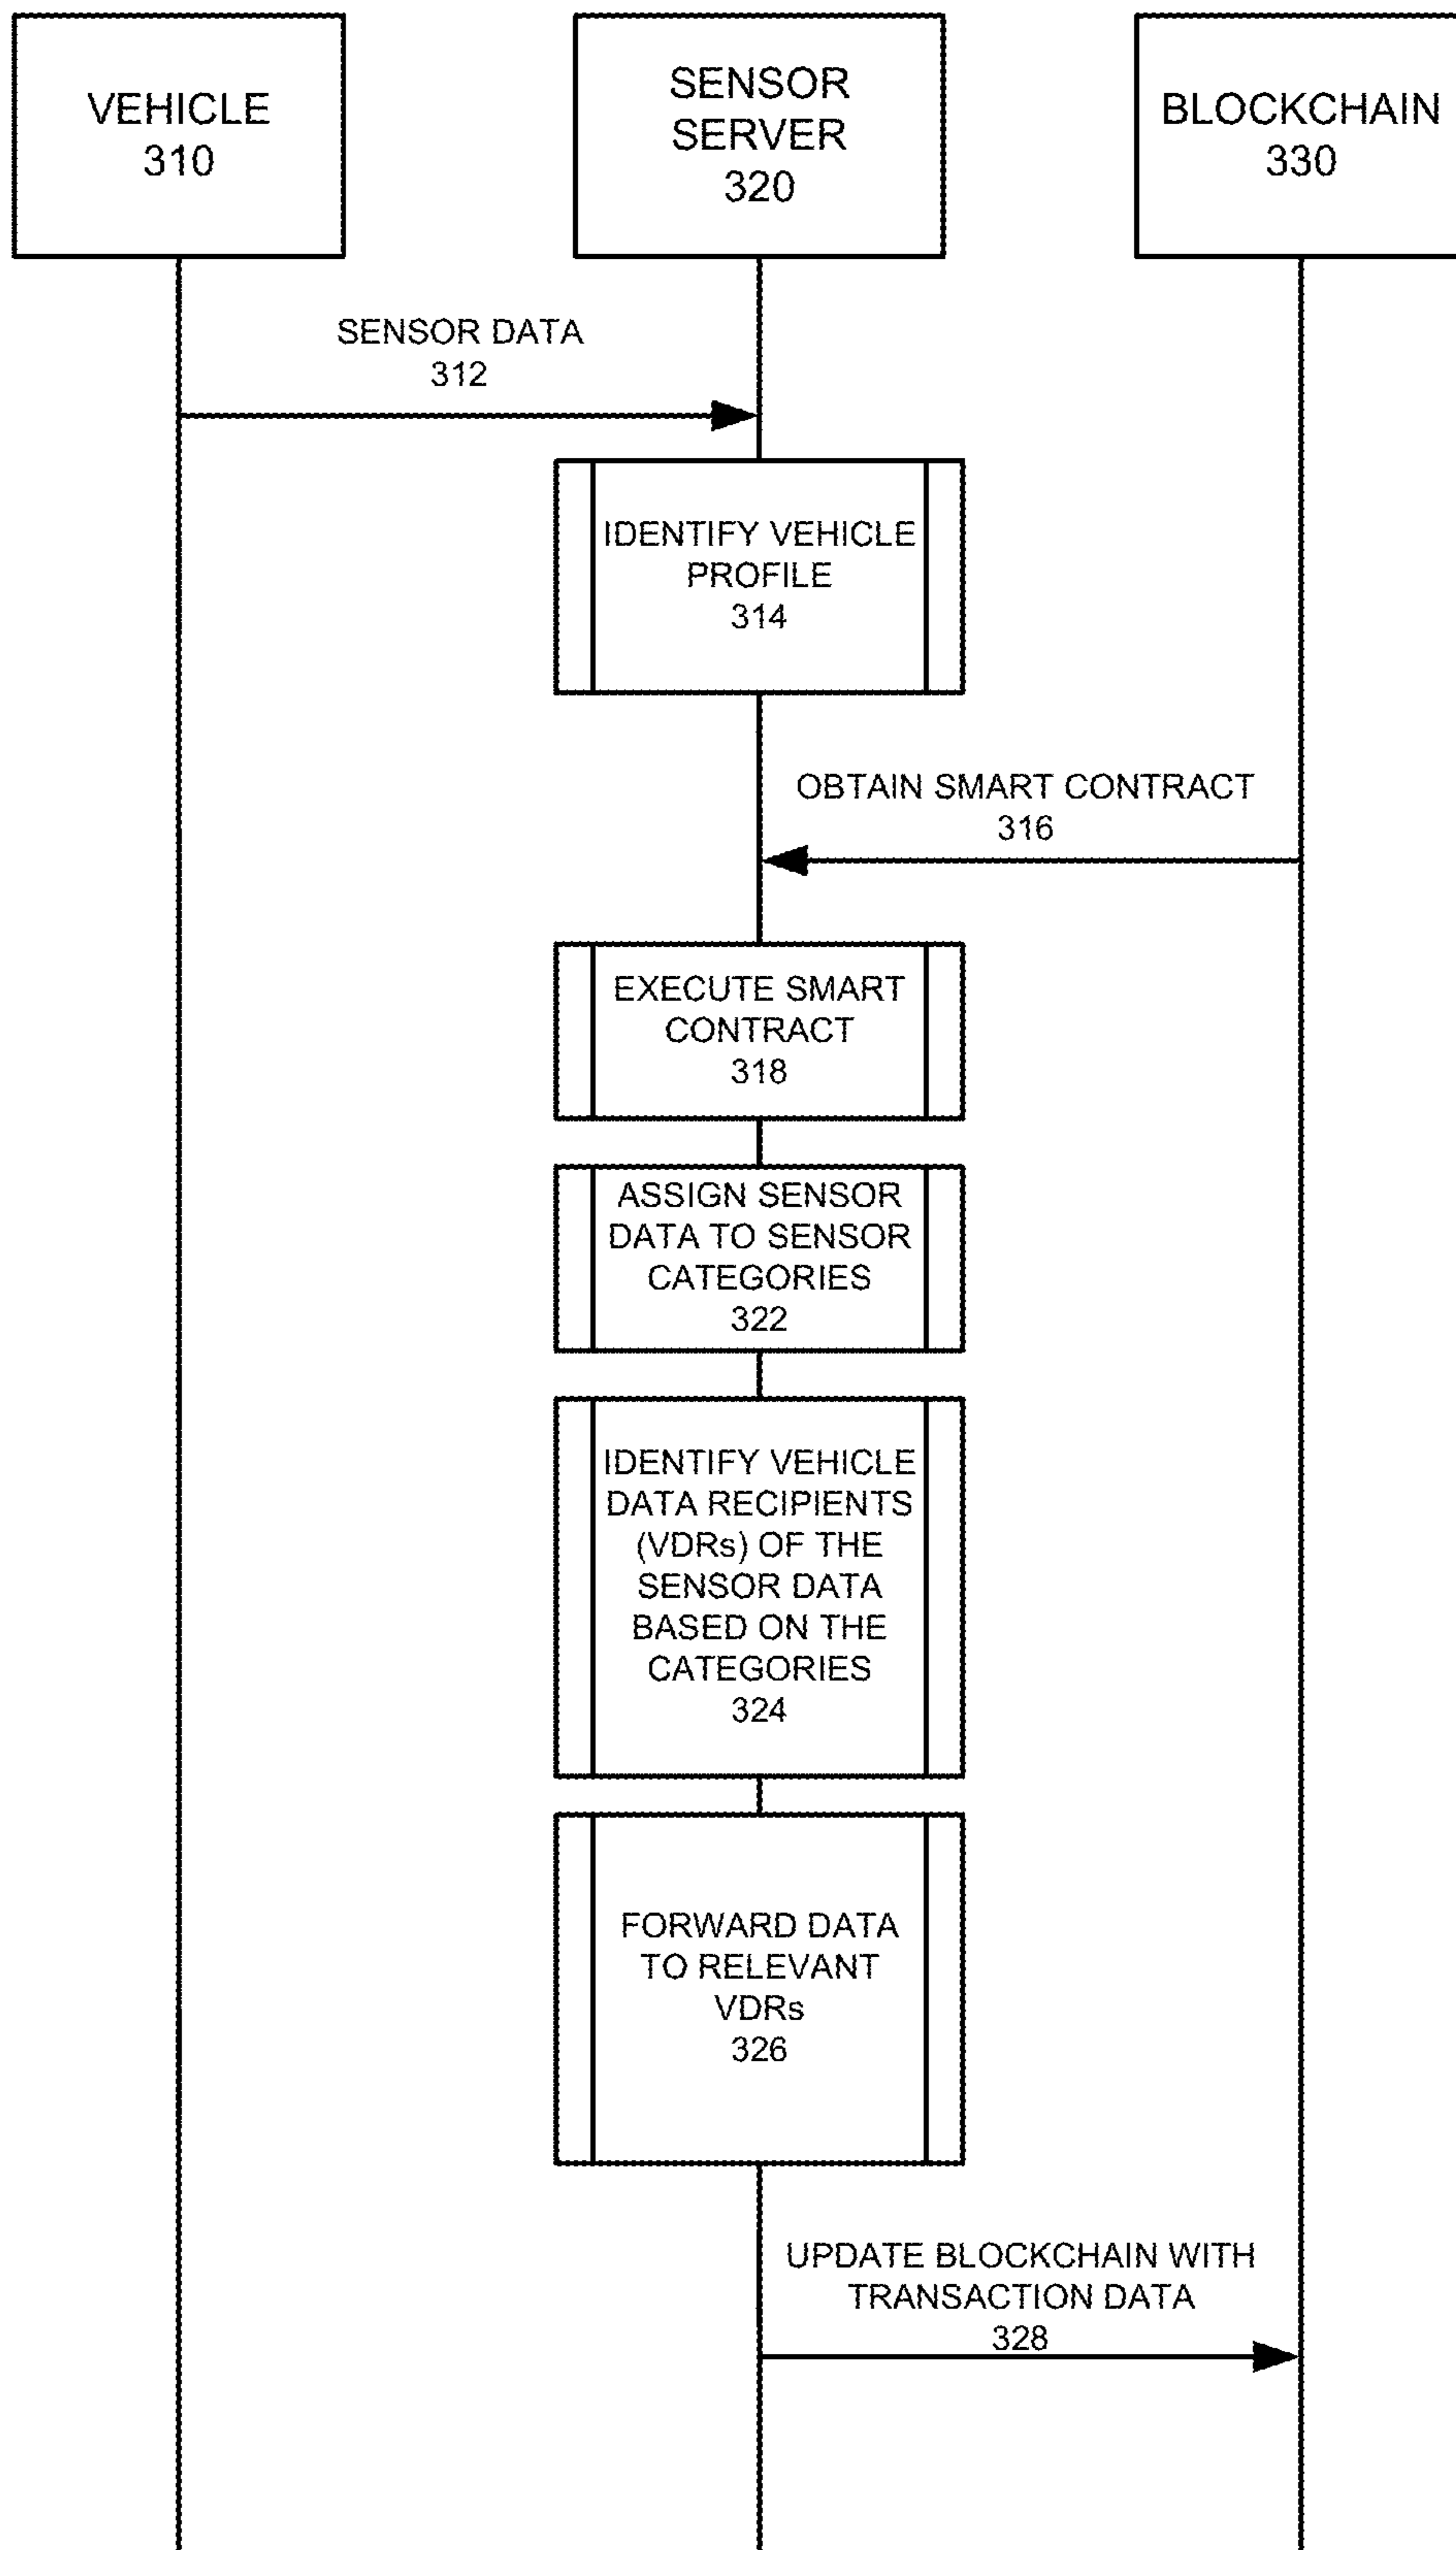 VEHICLE
310
SENSOR
SERVER
320
BLOCKCHAIN
330
SENSOR DATA
312
IDENTIFY VEHICLE
PROFILE
314
OBTAIN SMART CONTRACT
316
EXECUTE SMART
CONTRACT
318
ASSIGN SENSOR
DATA TO SENSOR
CATEGORIES
322
IDENTIFY VEHICLE
DATA RECIPIENTS
(VDRs) OF THE
SENSOR DATA
BASED ON THE
CATEGORIES
324
FORWARD DATA
TO RELEVANT
VDRs
326
UPDATE BLOCKCHAIN WITH
TRANSACTION DATA
328